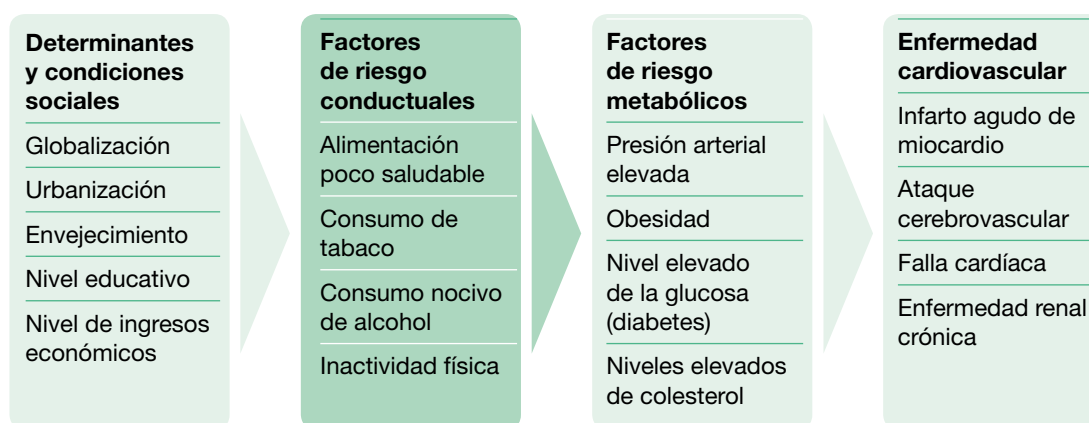 Determinantes
y condiciones
sociales
Globalización
Urbanización
Envejecimiento
Nivel educativo
Nivel de ingresos
económicos
Factores
de riesgo
conductuales
Alimentación
poco saludable
Consumo de
tabaco
Consumo nocivo
de alcohol
Inactividad física
Factores
de riesgo
metabólicos
Presión arterial
elevada
Obesidad
Nivel elevado
de la glucosa
(diabetes)
Niveles elevados
de colesterol
Enfermedad
cardiovascular
Infarto agudo de
miocardio
Ataque
cerebrovascular
Falla cardíaca
Enfermedad renal
crónica